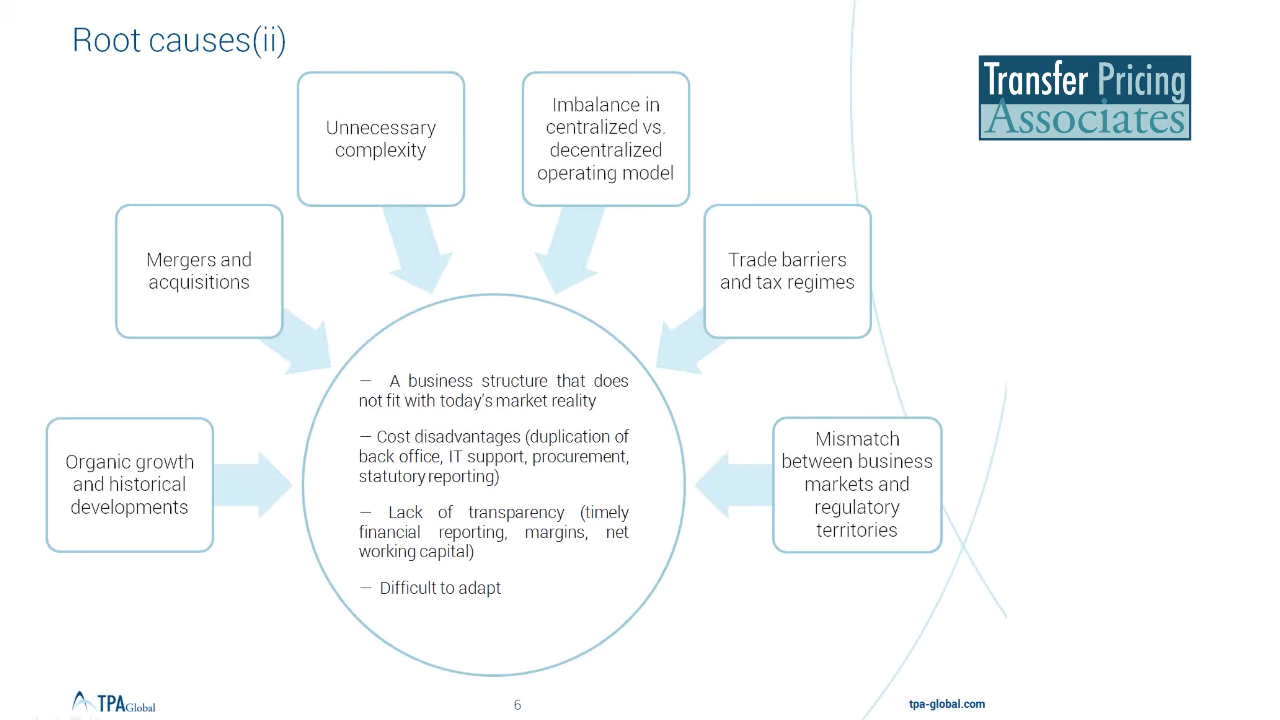 Root causes(ii)
Transfer Pricing
Associates
Unnecessary
complexity
Imbalance in
centralized vs.
decentralized
operating model
Mergers and
acquisitions
Trade barriers
and tax regimes
Organic growth
and historical
developments
— A business structure that does
not fit with today’s market reality
— Cost disadvantages (duplication of
back office, IT support, procurement,
statutory reporting)
— Lack of transparency (timely
financial reporting, margins, net
working capital)
— Difficult to adapt
Mismatch
between business
markets and
regulatory
territories
TPA Global
6
tpa-global.com